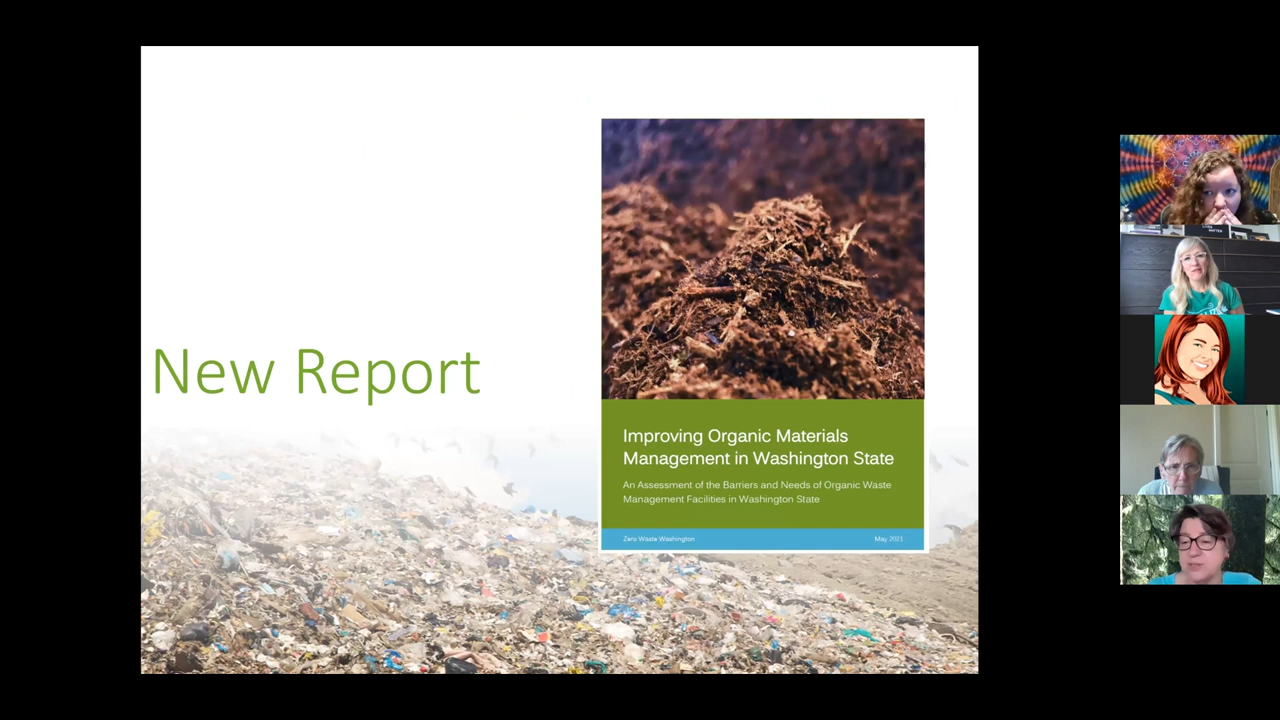 New Report
Improving Organic Materials
Management in Washington State
An Assessment of the Barriers and Needs of Organic Waste
Management Facilities in Washington State
Zero Waste Washington
May 2021